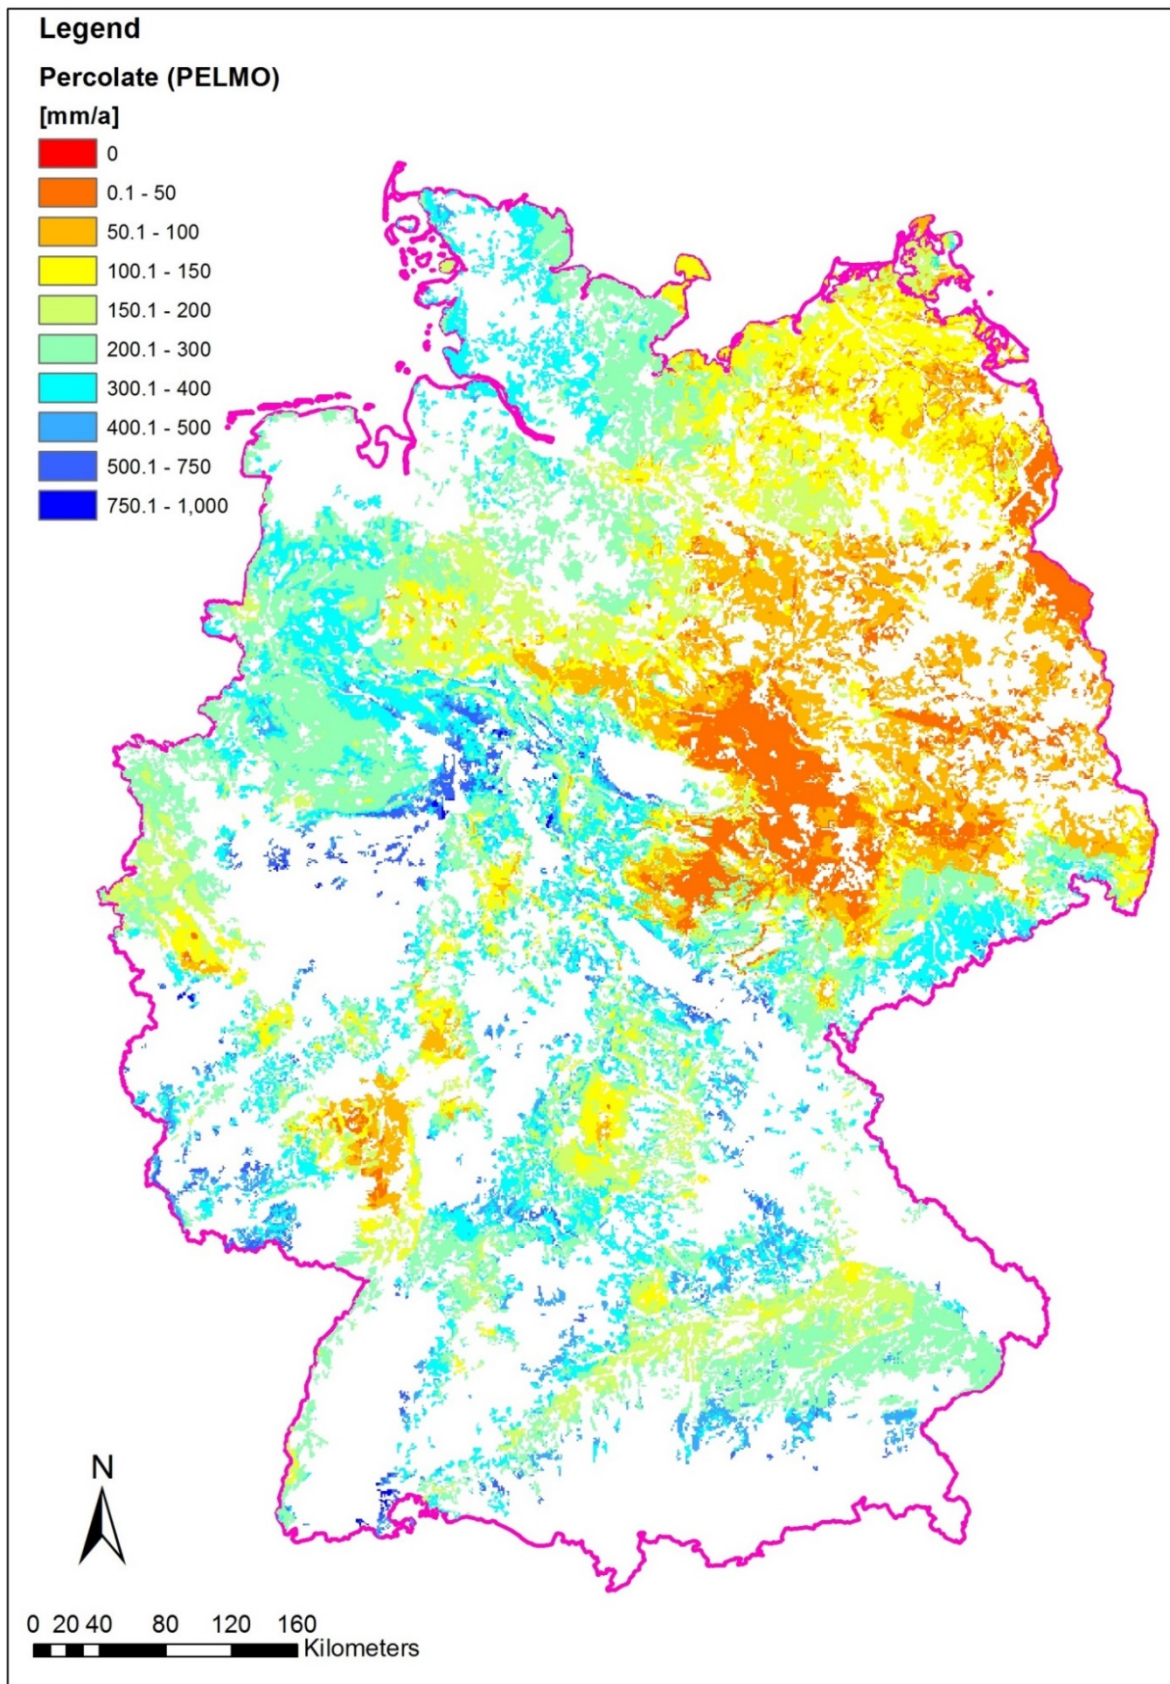 Legend
Percolate (PELMO)
[mm/a]
0
0.1 - 50
50.1 - 100
100.1 - 150
150.1 - 200
200.1 - 300
300.1 - 400
400.1 - 500
500.1 - 750
750.1 - 1,000
N
0 20 40 80 120 160
Kilometers